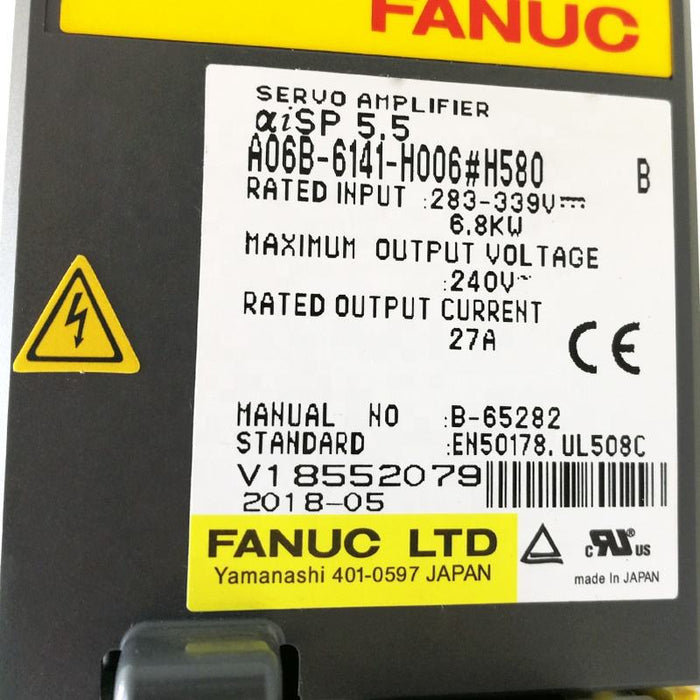 FANUC
SERVO AMPLIFIER
αiSP 5.5
A06B-6141-H006#H580 B
RATED INPUT :283-339V⎓
6.8KW
MAXIMUM OUTPUT VOLTAGE
:240V~
RATED OUTPUT CURRENT
27A
CE
MANUAL NO :B-65282
STANDARD :EN50178.UL508C
V18552079
2018-05
FANUC LTD
Yamanashi 401-0597 JAPAN
c RU® US
made in JAPAN